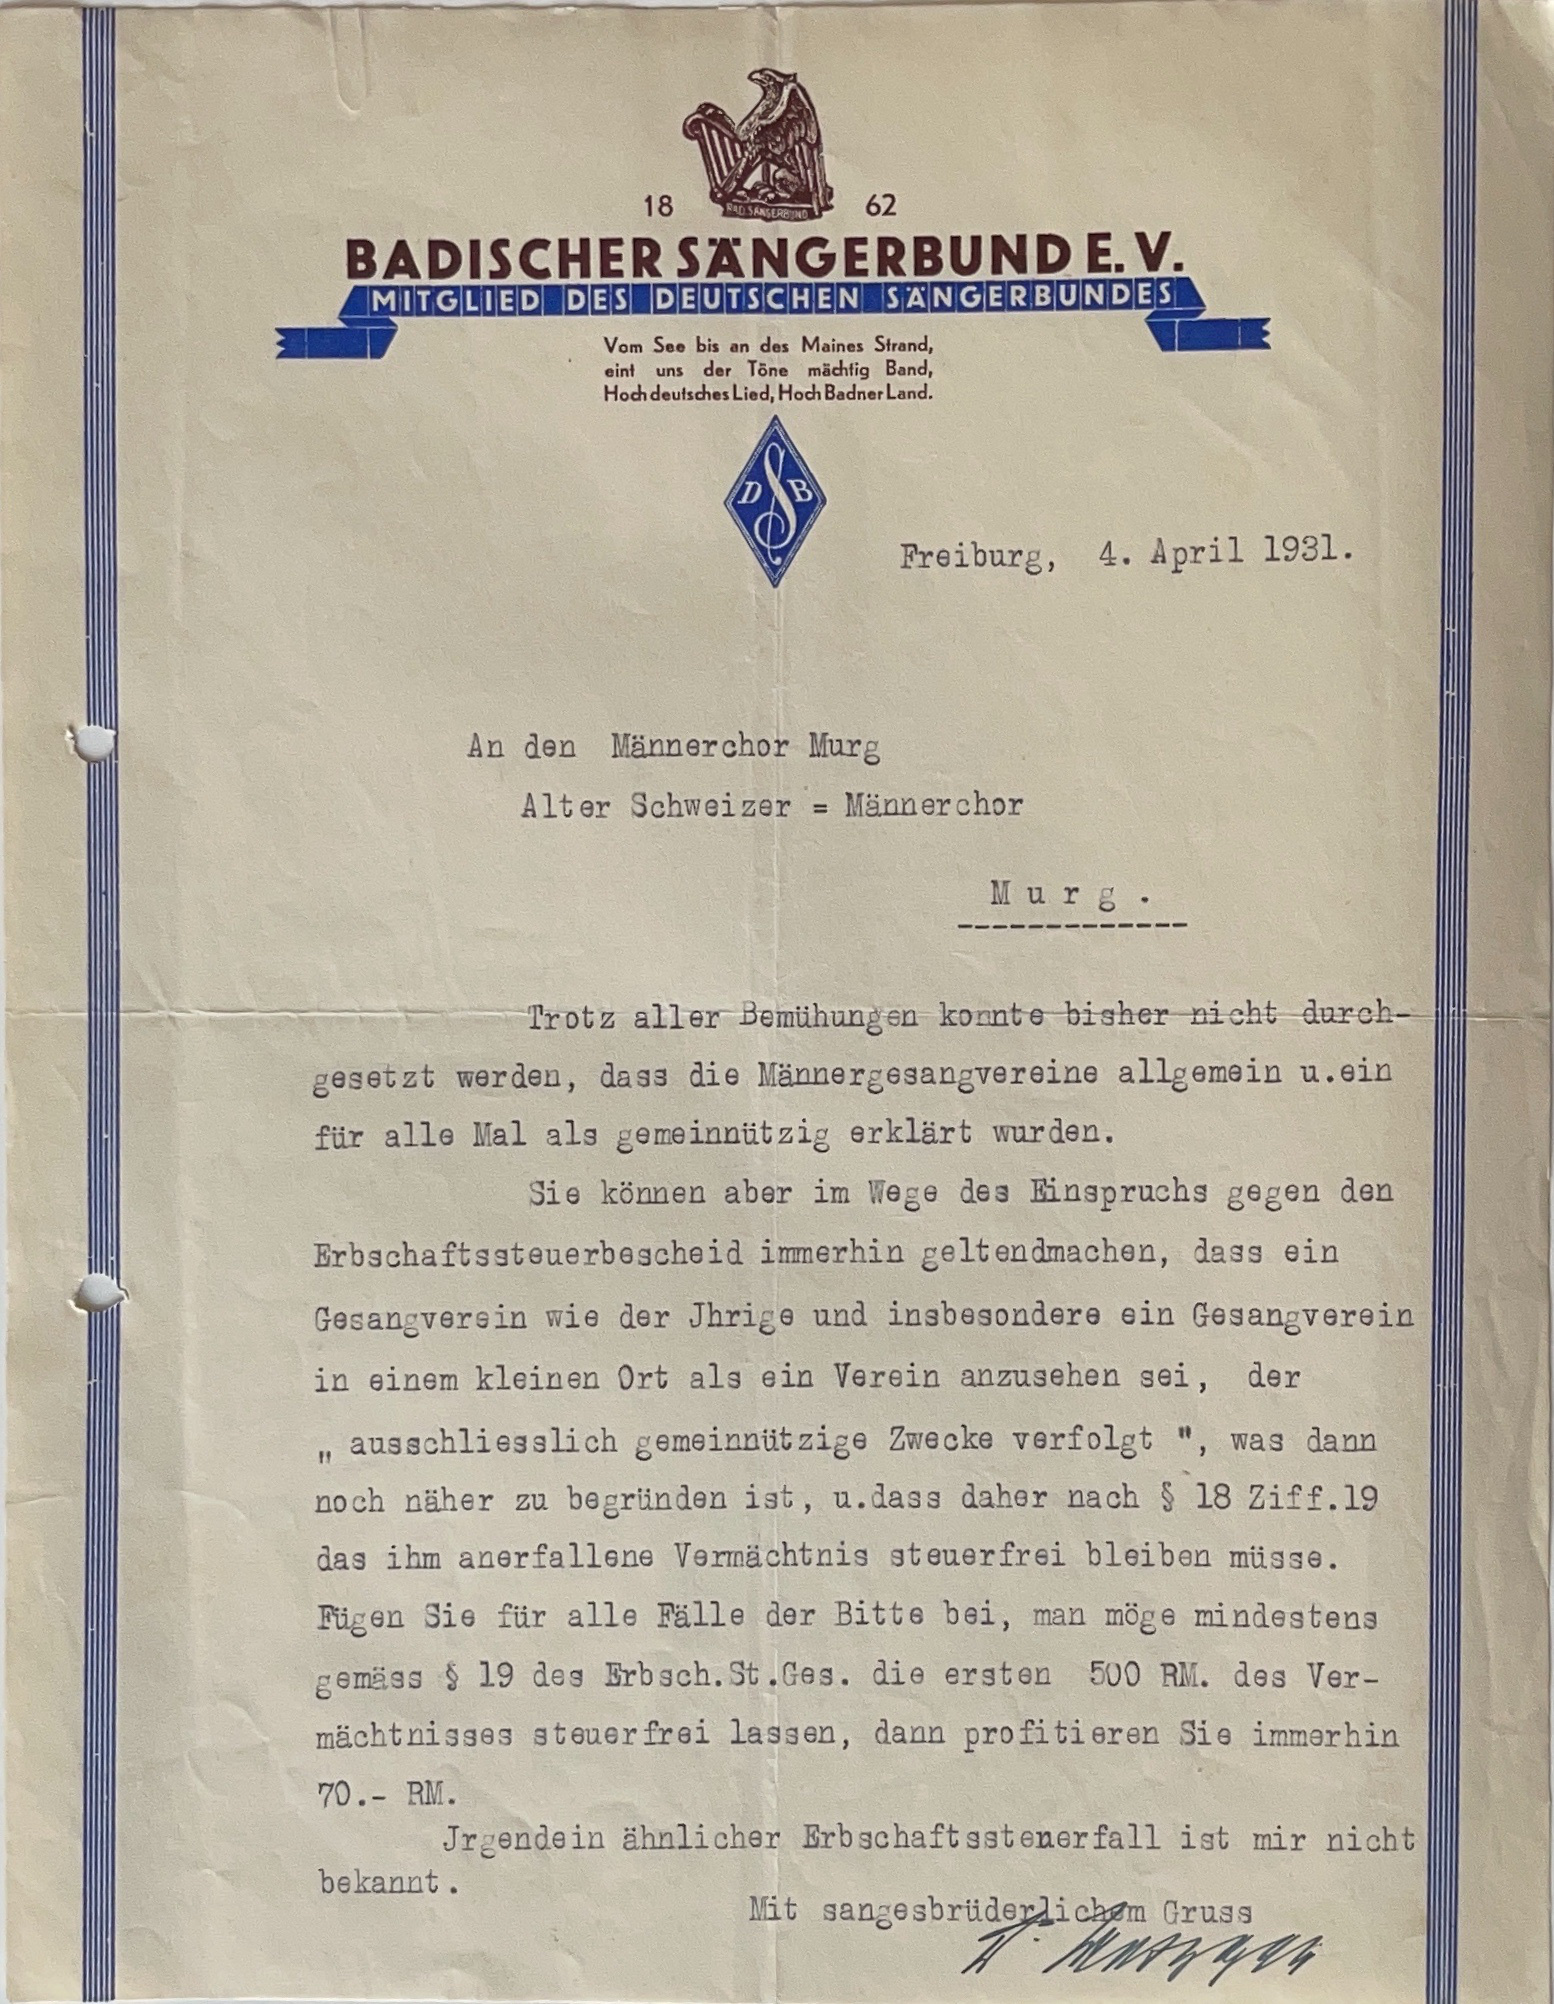 18 62
BAD. SÄNGERBUND
BADISCHER SÄNGERBUND E. V.
MITGLIED DES DEUTSCHEN SÄNGERBUNDES
Vom See bis an des Maines Strand,
eint uns der Töne mächtig Band,
Hoch deutsches Lied, Hoch Badner Land.
D S B
Freiburg, 4. April 1931.
An den Männerchor Murg
Alter Schweizer = Männerchor
M u r g .
-------------
Trotz aller Bemühungen konnte bisher nicht durch-
gesetzt werden, dass die Männergesangvereine allgemein u.ein
für alle Mal als gemeinnützig erklärt wurden.
Sie können aber im Wege des Einspruchs gegen den
Erbschaftssteuerbescheid immerhin geltendmachen, dass ein
Gesangverein wie der Jhrige und insbesondere ein Gesangverein
in einem kleinen Ort als ein Verein anzusehen sei, der
„ ausschliesslich gemeinnützige Zwecke verfolgt ", was dann
noch näher zu begründen ist, u.dass daher nach § 18 Ziff.19
das ihm anerfallene Vermächtnis steuerfrei bleiben müsse.
Fügen Sie für alle Fälle der Bitte bei, man möge mindestens
gemäss § 19 des Erbsch.St.Ges. die ersten 500 RM. des Ver-
mächtnisses steuerfrei lassen, dann profitieren Sie immerhin
70.- RM.
Jrgendein ähnlicher Erbschaftssteuerfall ist mir nicht
bekannt.
Mit sangesbrüderlichem Gruss